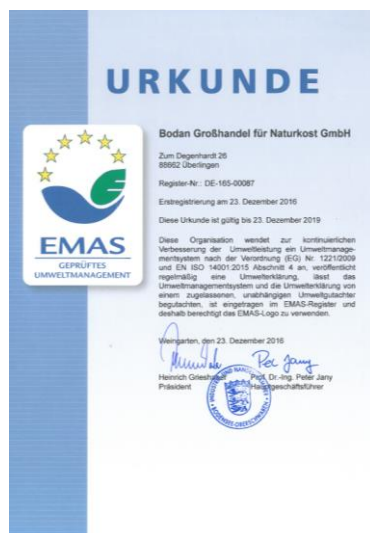 URKUNDE
Bodan Großhandel für Naturkost GmbH
Zum Degenhardt 26
88662 Überlingen
Register-Nr.: DE-165-00087
Erstregistrierung am 23. Dezember 2016
Diese Urkunde ist gültig bis 23. Dezember 2019
Diese Organisation wendet zur kontinuierlichen
Verbesserung der Umweltleistung ein Umweltmanage-
mentsystem nach der Verordnung (EG) Nr. 1221/2009
und EN ISO 14001:2015 Abschnitt 4 an, veröffentlicht
regelmäßig eine Umwelterklärung, lässt das
Umweltmanagementsystem und die Umwelterklärung von
einem zugelassenen, unabhängigen Umweltgutachter
begutachten, ist eingetragen im EMAS-Register und
deshalb berechtigt das EMAS-Logo zu verwenden.
EMAS
GEPRÜFTES
UMWELTMANAGEMENT
Weingarten, den 23. Dezember 2016
Heinrich Prof. Dr.-Ing. Peter Jany
Präsident Hauptgeschäftsführer
BODENSEE-OBERSCHWABEN